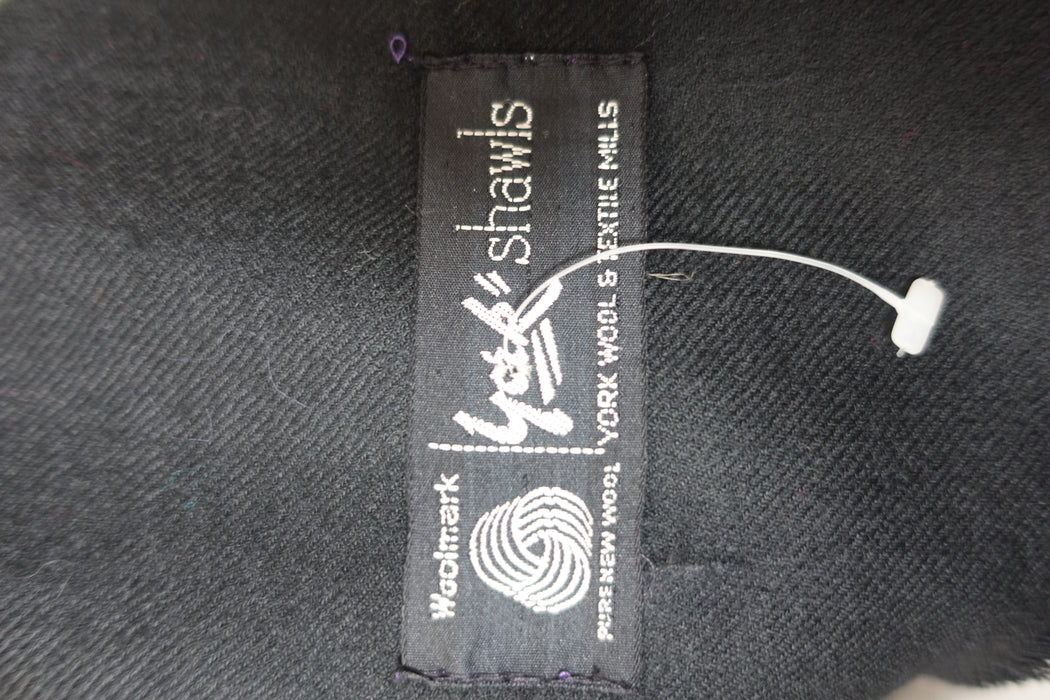 Woolmark
PURE NEW WOOL
York shawls
YORK WOOL & TEXTILE MILLS